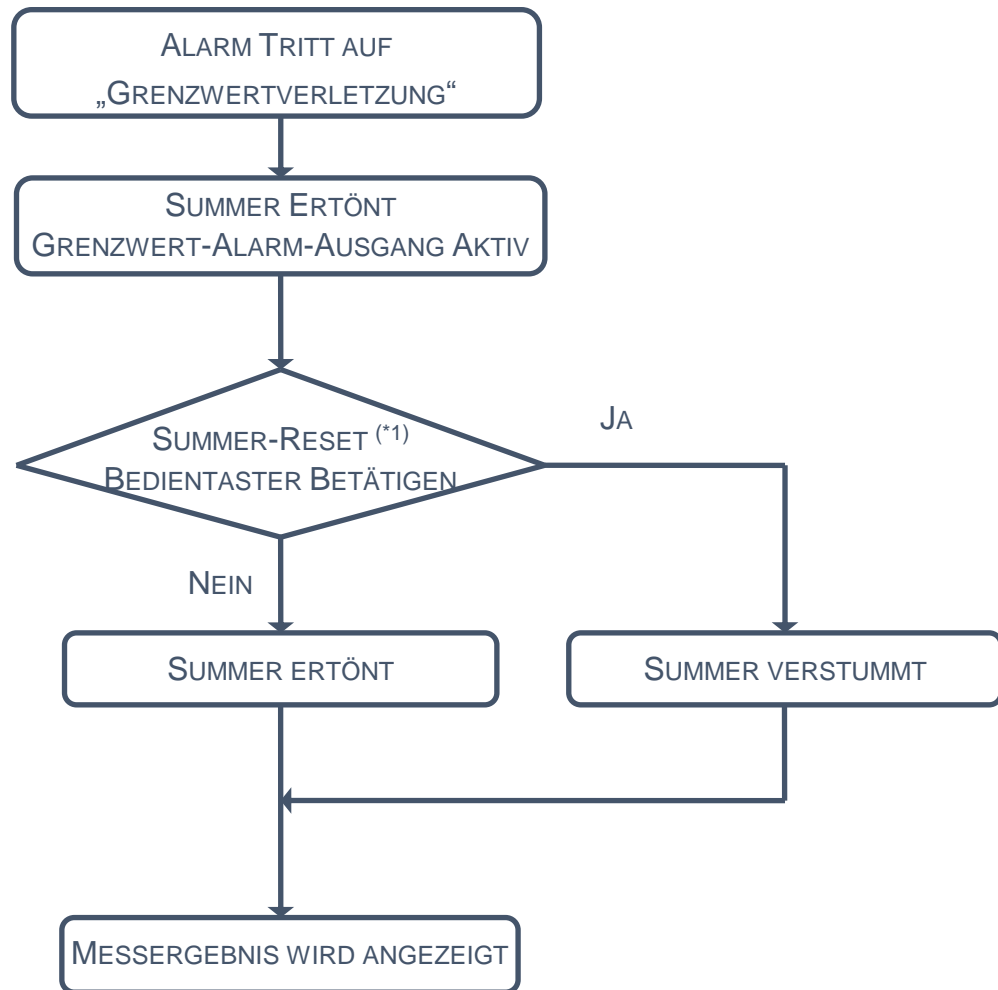 Alarm Tritt auf
„Grenzwertverletzung“
Summer Ertönt
Grenzwert-Alarm-Ausgang Aktiv
Summer-Reset (*1)
Bedientaster Betätigen
Ja
Nein
Summer ertönt
Summer verstummt
Messergebnis wird angezeigt